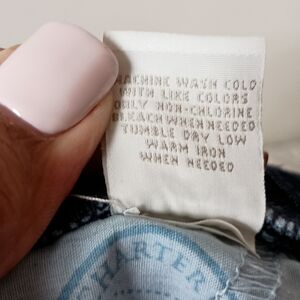 MACHINE WASH COLD
WITH LIKE COLORS
ONLY NON-CHLORINE
BLEACH WHEN NEEDED
TUMBLE DRY LOW
WARM IRON
WHEN NEEDED
CHARTER